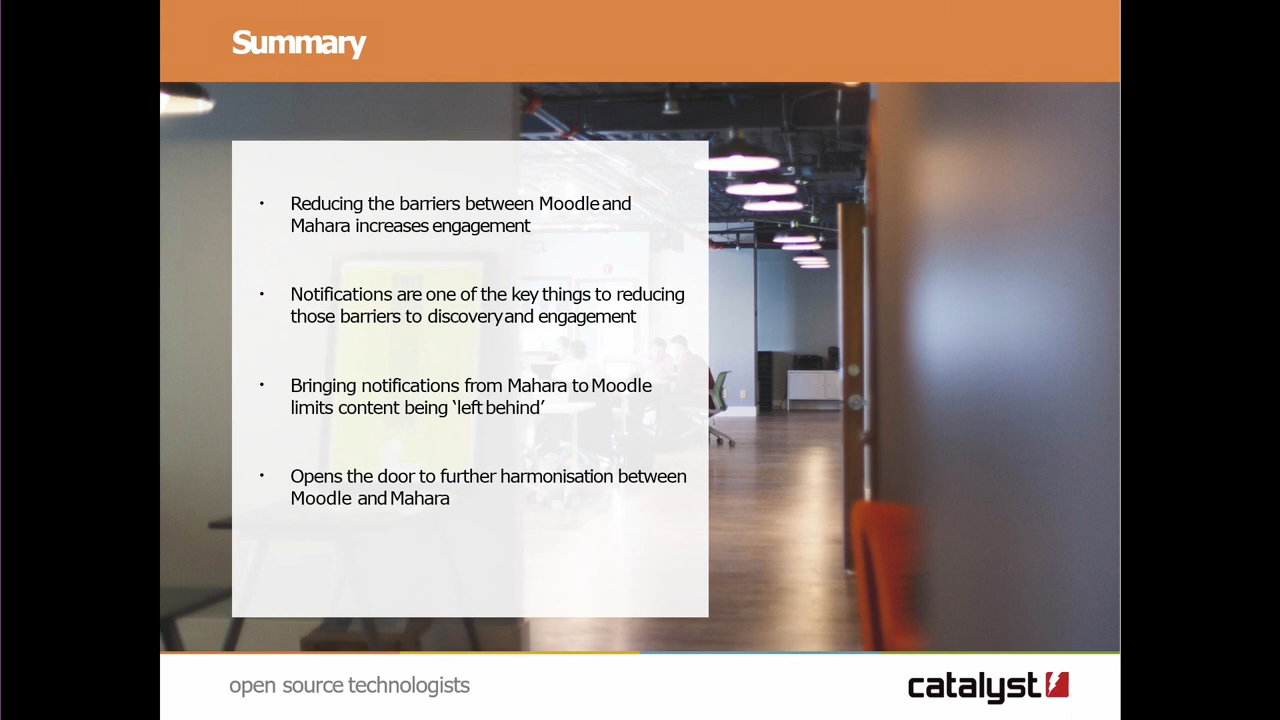 Summary
• Reducing the barriers between Moodle and
Mahara increases engagement
• Notifications are one of the key things to reducing
those barriers to discovery and engagement
• Bringing notifications from Mahara to Moodle
limits content being ‘left behind’
• Opens the door to further harmonisation between
Moodle and Mahara
open source technologists
catalyst